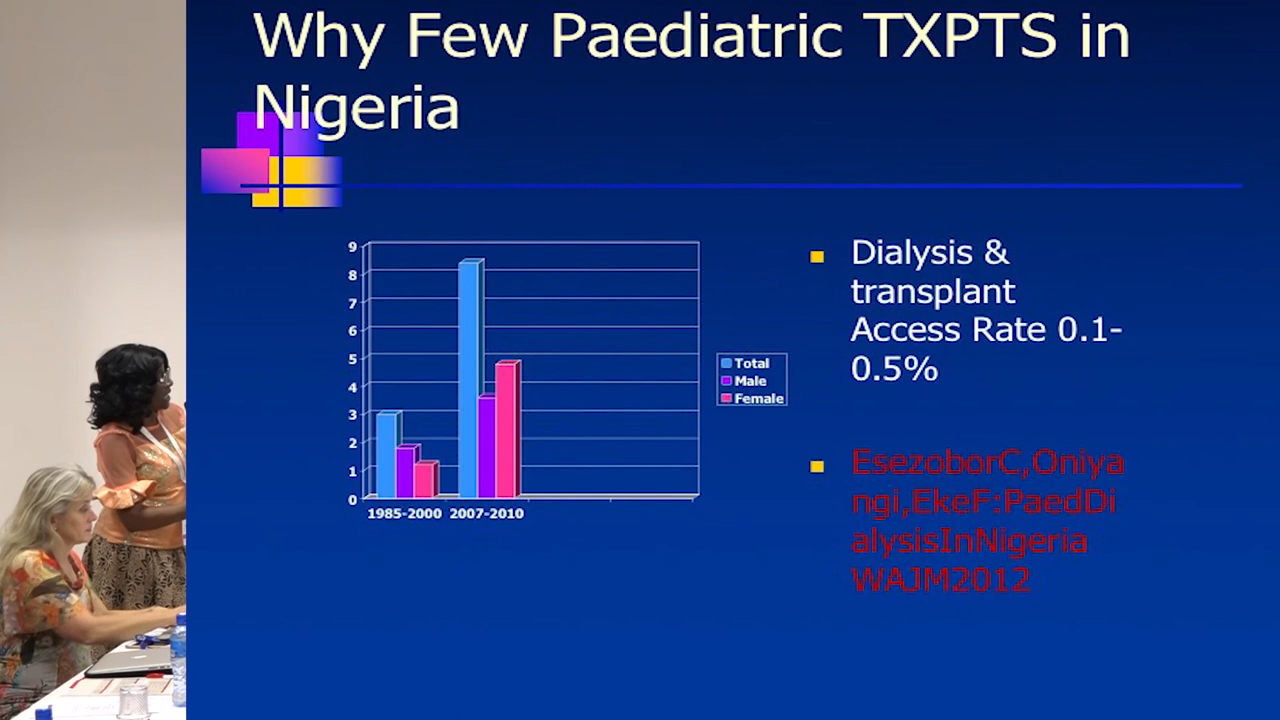 Why Few Paediatric TXPTS in
Nigeria
9
8
7
6
5
4
3
2
1
0
1985-2000 2007-2010
Total
Male
Female
Dialysis &
transplant
Access Rate 0.1-
0.5%
EsezoborC,Oniya
ngi,EkeF:PaedDi
alysisInNigeria
WAJM2012